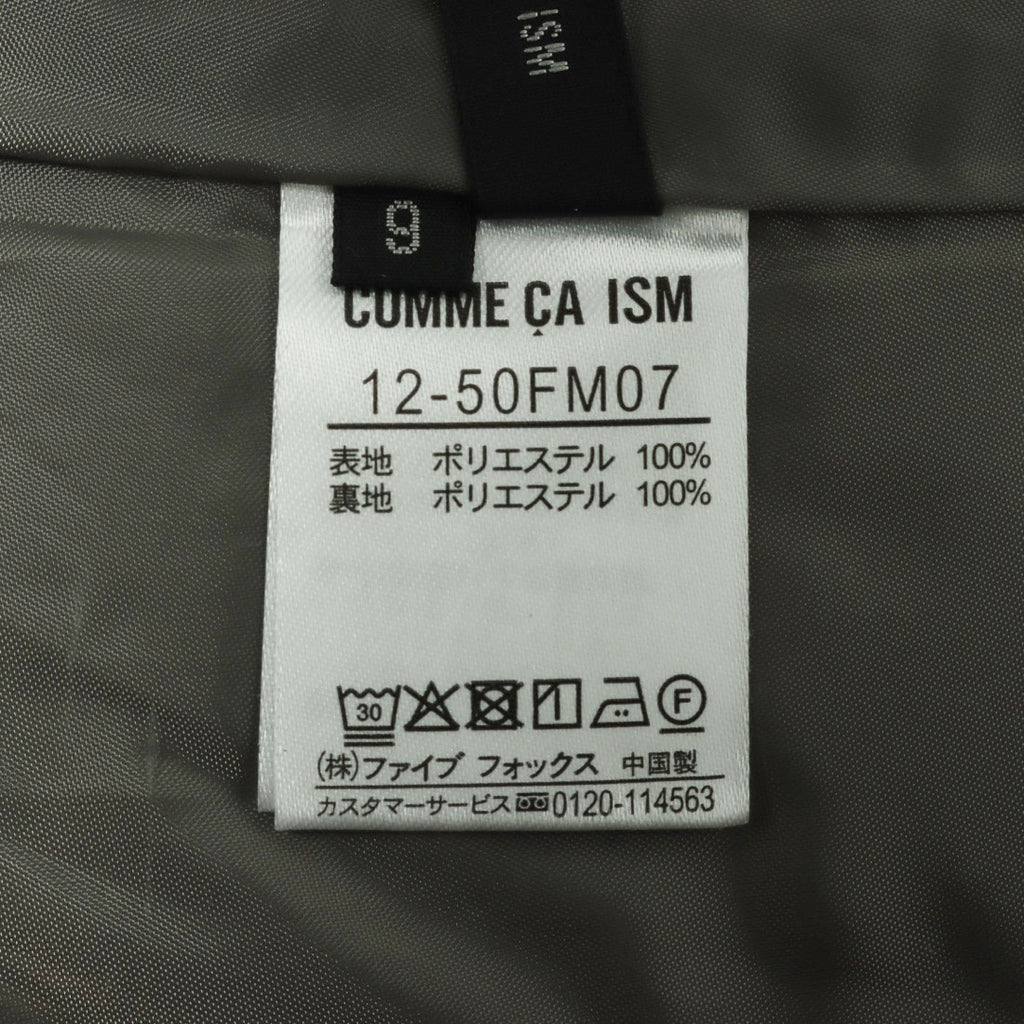 ISM
9
COMME ÇA ISM
12-50FM07
表地 ポリエステル 100%
裏地 ポリエステル 100%
30
F
(株)ファイブ フォックス 中国製
カスタマーサービス 0120-114563